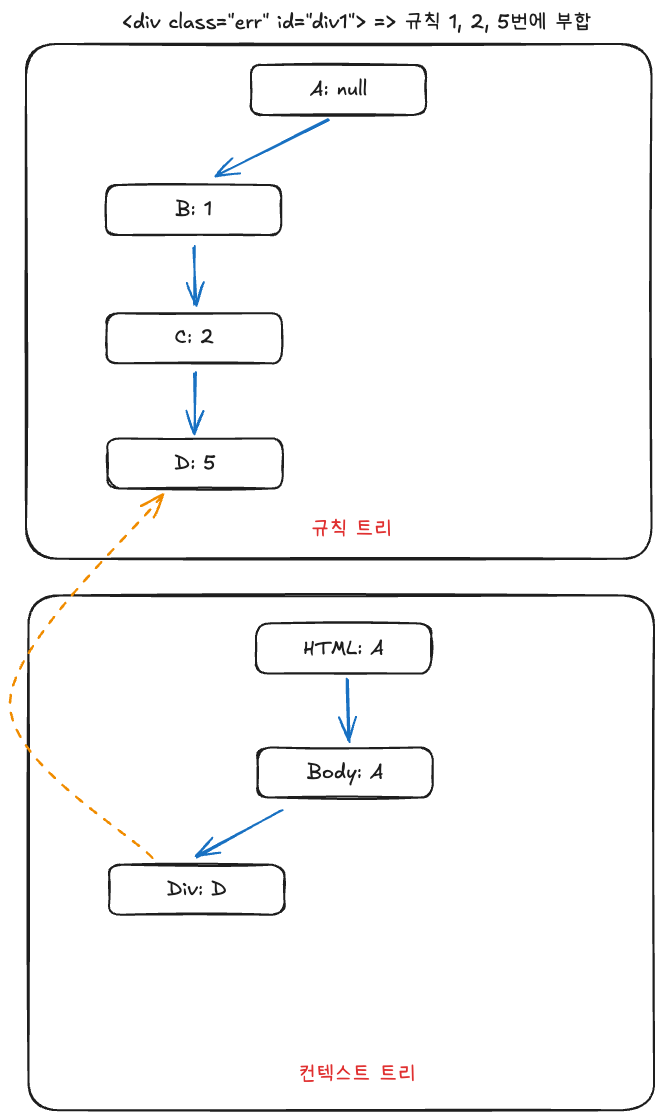 <div class="err" id="div1"> => 규칙 1, 2, 5번에 부합
A: null
B: 1
C: 2
D: 5
규칙 트리
HTML: A
Body: A
Div: D
컨텍스트 트리